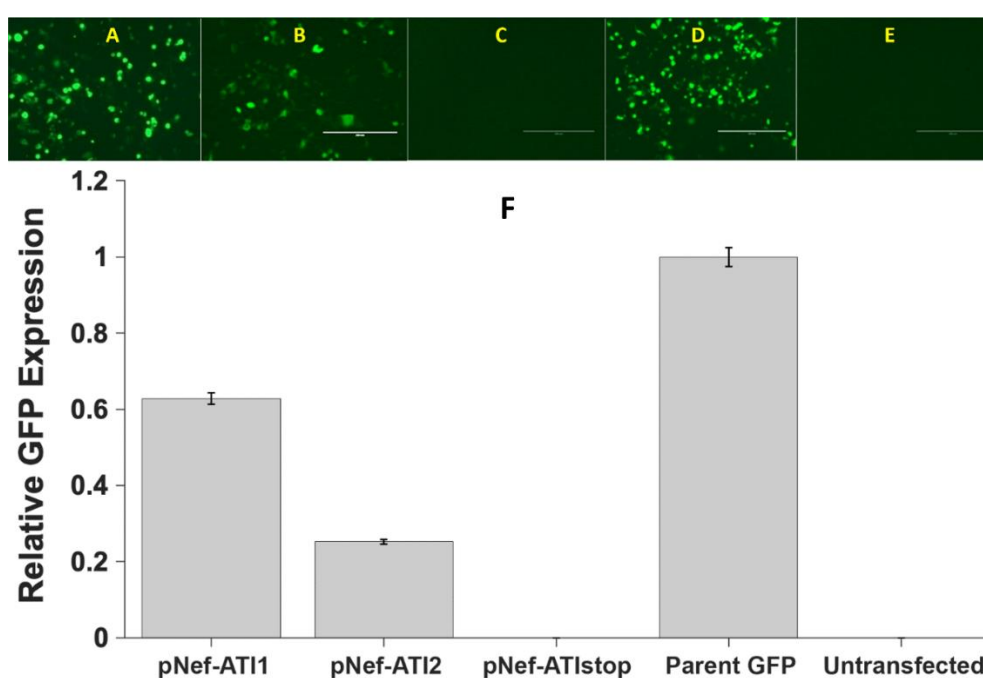 A B C D E
F
Relative GFP Expression
1.2
1
0.8
0.6
0.4
0.2
0
pNef-ATI1 pNef-ATI2 pNef-ATIstop Parent GFP Untransfected